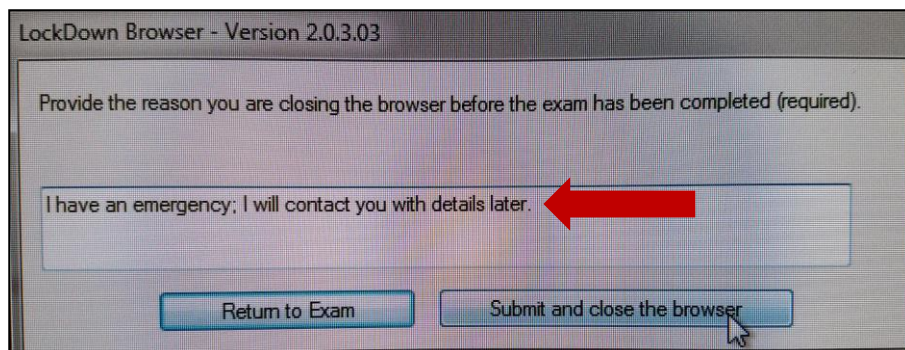 LockDown Browser - Version 2.0.3.03
Provide the reason you are closing the browser before the exam has been completed (required).
I have an emergency; I will contact you with details later.
Return to Exam
Submit and close the browser